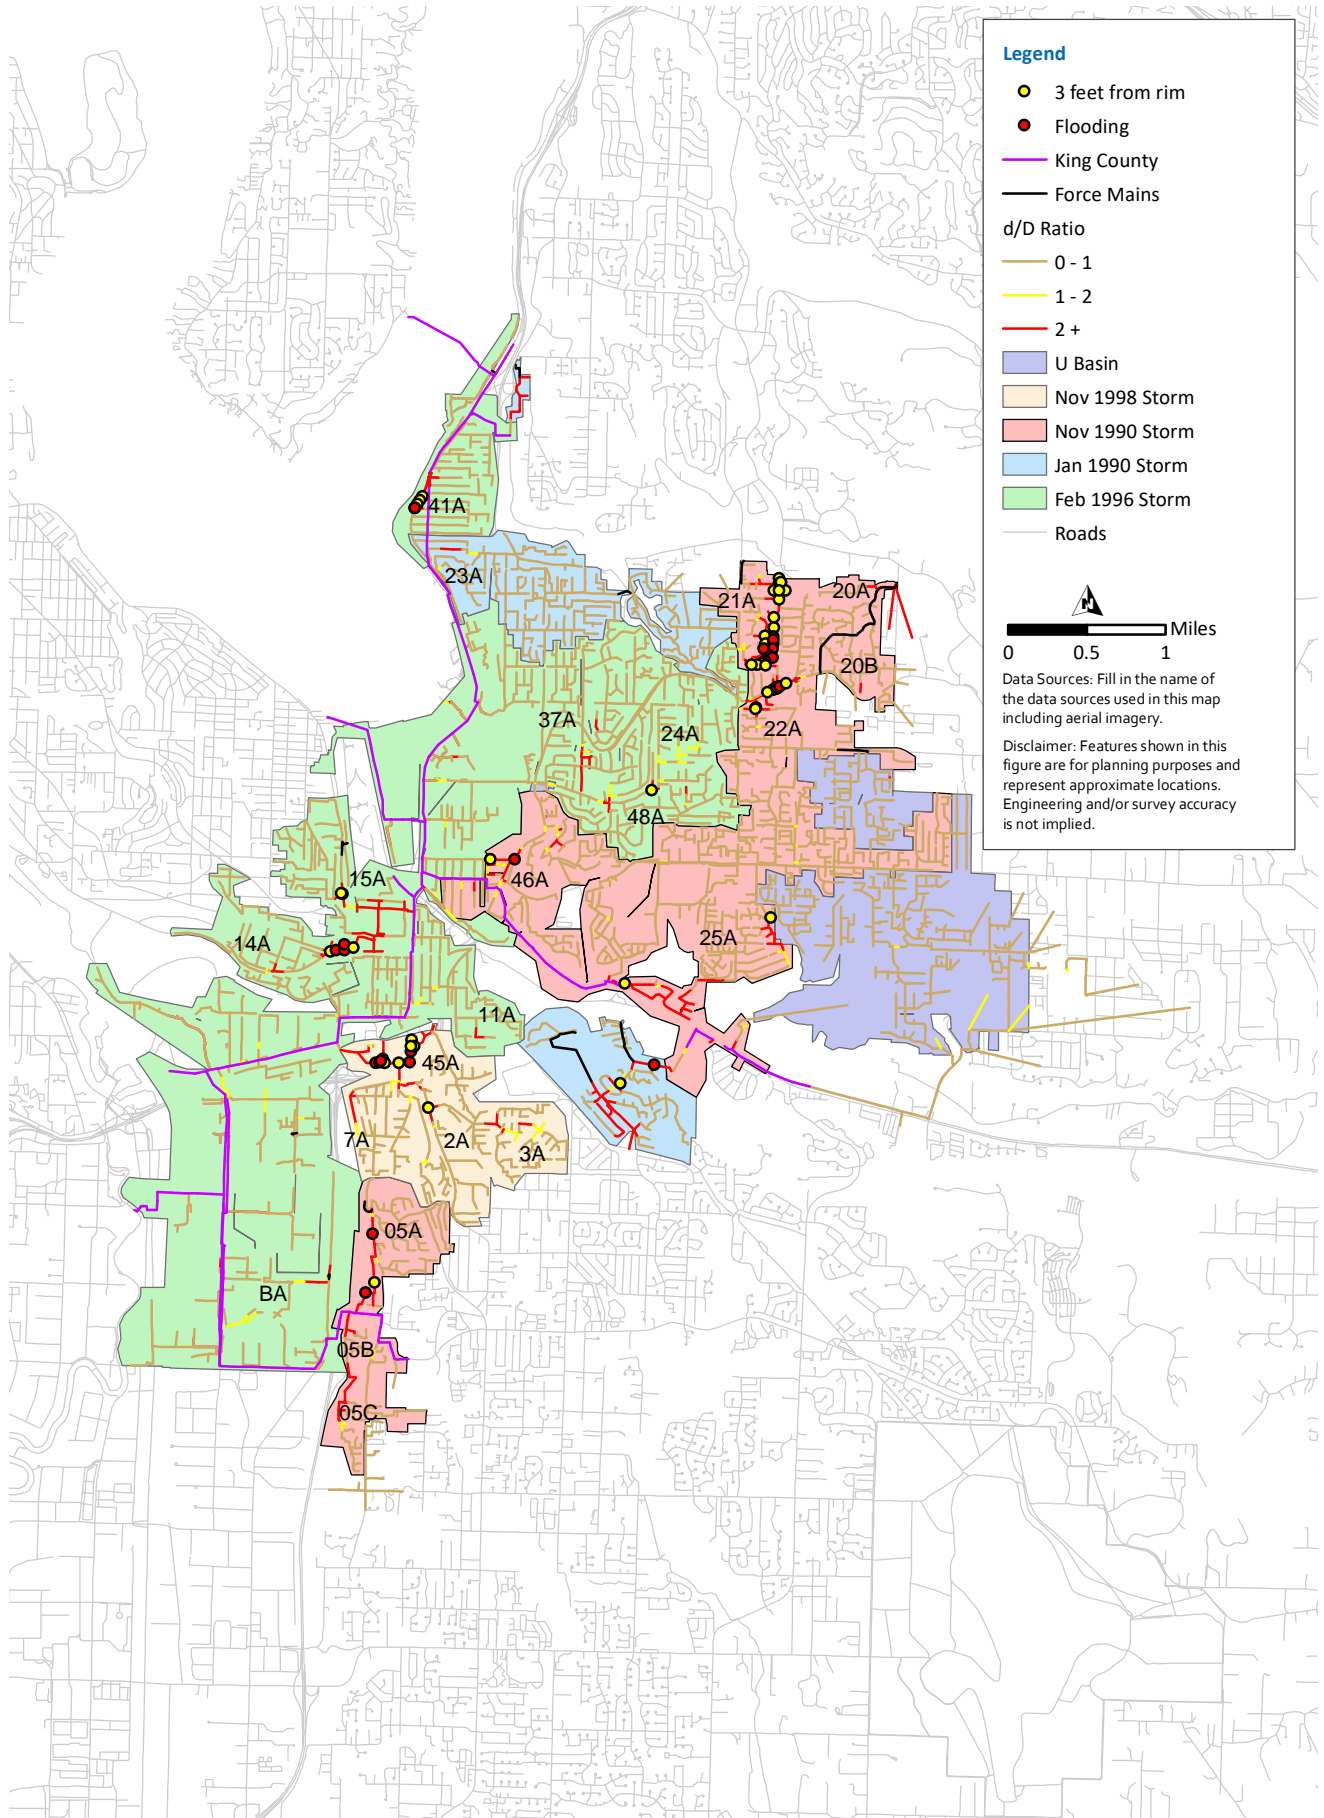 Legend
3 feet from rim
Flooding
King County
Force Mains
d/D Ratio
0 - 1
1 - 2
2 +
U Basin
Nov 1998 Storm
Nov 1990 Storm
Jan 1990 Storm
Feb 1996 Storm
Roads
N
Miles
0 0.5 1
Data Sources: Fill in the name of
the data sources used in this map
including aerial imagery.
Disclaimer: Features shown in this
figure are for planning purposes and
represent approximate locations.
Engineering and/or survey accuracy
is not implied.
41A
23A
21A
20A
20B
37A
24A
22A
48A
15A
46A
14A
25A
11A
45A
7A
2A
3A
05A
BA
05B
05C